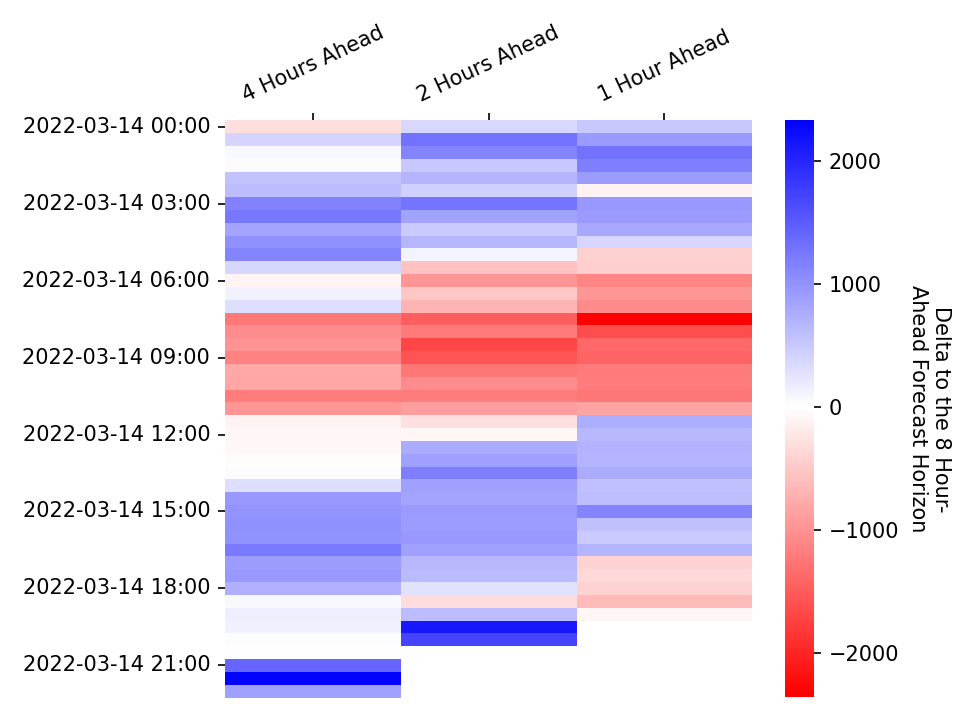 4 Hours Ahead
2 Hours Ahead
1 Hour Ahead
2022-03-14 00:00
2022-03-14 03:00
2022-03-14 06:00
2022-03-14 09:00
2022-03-14 12:00
2022-03-14 15:00
2022-03-14 18:00
2022-03-14 21:00
2000
1000
0
−1000
−2000
Delta to the 8 Hour-
Ahead Forecast Horizon